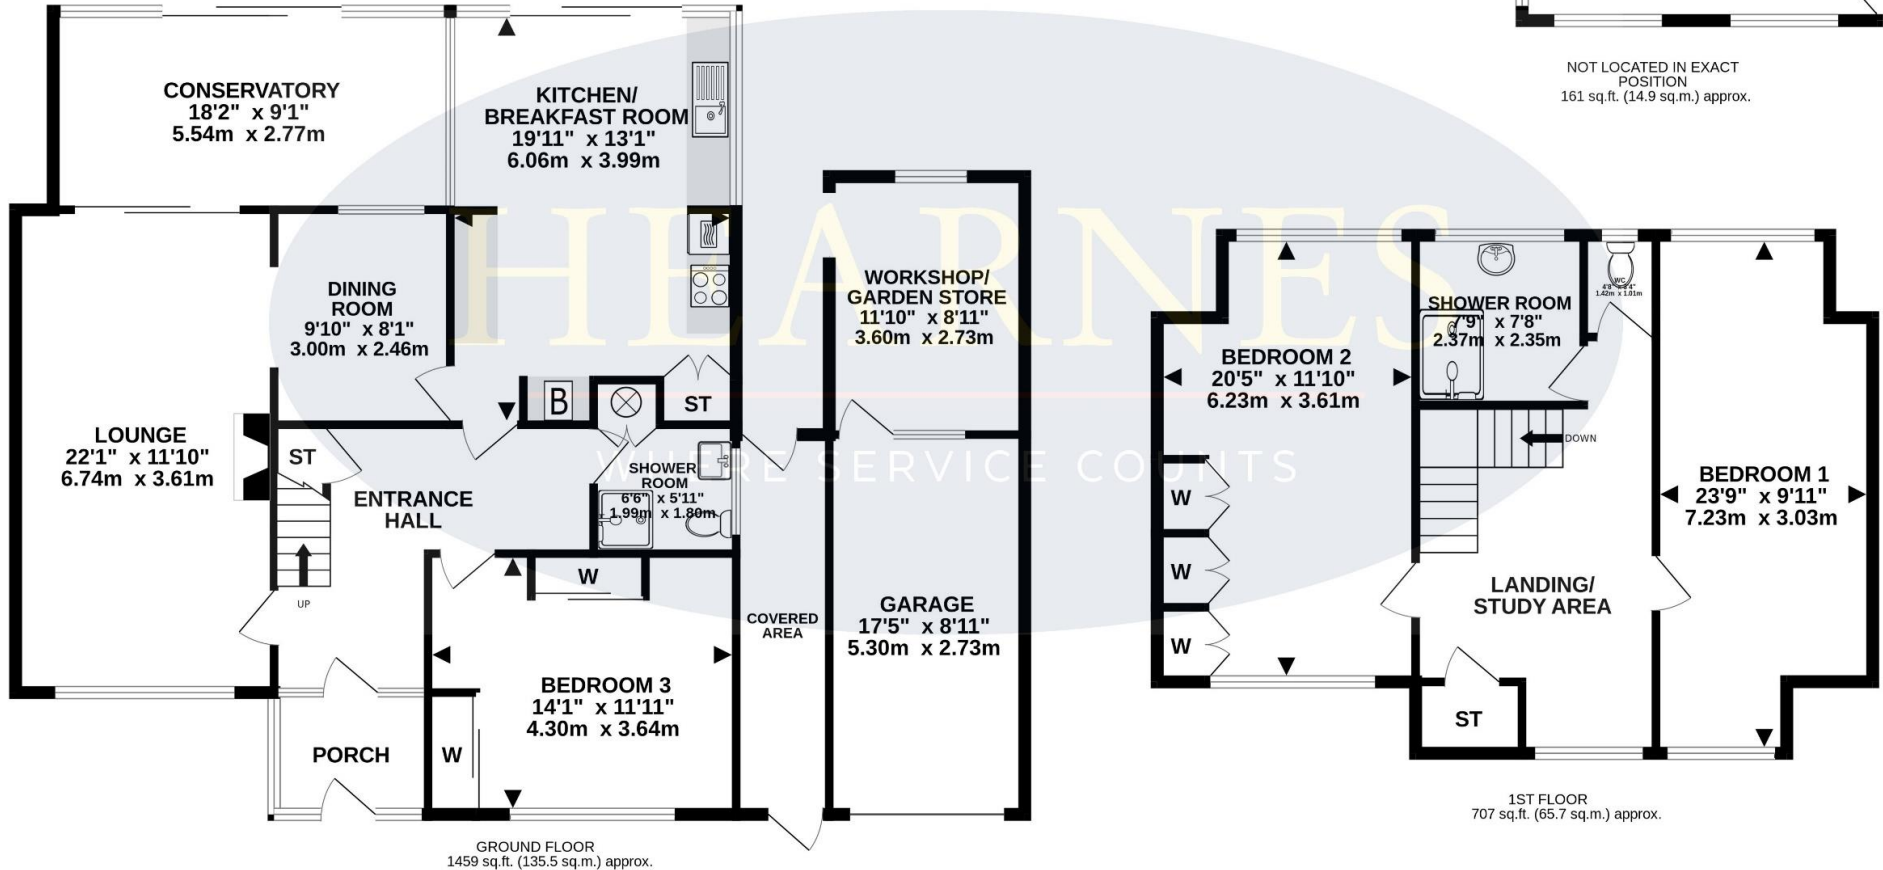 CONSERVATORY
18'2" x 9'1"
5.54m x 2.77m
KITCHEN/
BREAKFAST ROOM
19'11" x 13'1"
6.06m x 3.99m
DINING
ROOM
9'10" x 8'1"
3.00m x 2.46m
LOUNGE
22'1" x 11'10"
6.74m x 3.61m
ST
ENTRANCE
HALL
UP
B
ST
SHOWER
ROOM
6'6" x 5'11"
1.99m x 1.80m
W
BEDROOM 3
14'1" x 11'11"
4.30m x 3.64m
W
PORCH
COVERED
AREA
WORKSHOP/
GARDEN STORE
11'10" x 8'11"
3.60m x 2.73m
GARAGE
17'5" x 8'11"
5.30m x 2.73m
GROUND FLOOR
1459 sq.ft. (135.5 sq.m.) approx.
HEARNES
WHERE SERVICE COUNTS
NOT LOCATED IN EXACT
POSITION
161 sq.ft. (14.9 sq.m.) approx.
BEDROOM 2
20'5" x 11'10"
6.23m x 3.61m
W
W
W
SHOWER ROOM
7'9" x 7'8"
2.37m x 2.35m
WC
4'8" x 3'4"
1.42m x 1.01m
DOWN
BEDROOM 1
23'9" x 9'11"
7.23m x 3.03m
LANDING/
STUDY AREA
ST
1ST FLOOR
707 sq.ft. (65.7 sq.m.) approx.